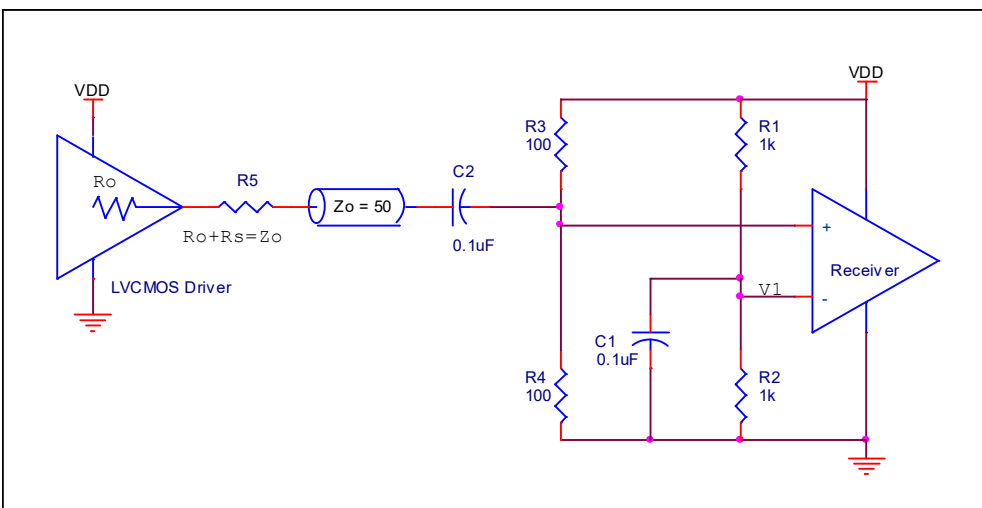 VDD
VDD
R3
100
R1
1k
C2
Ro
R5
Zo = 50
+
0.1uF
Ro+Rs=Zo
Receiver
LVCMOS Driver
V1
-
C1
0.1uF
R4
100
R2
1k